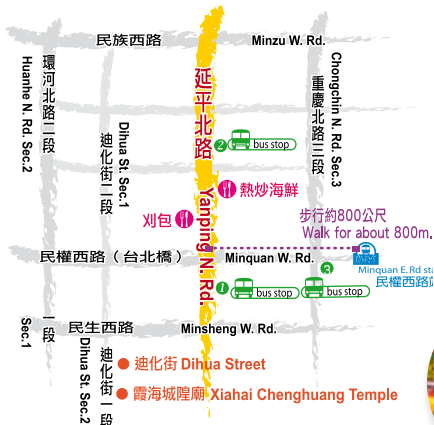 民族西路 Minzu W. Rd.
環河北路二段
Huanhe N. Rd. Sec.2
迪化街二段
Dihua St. Sec.1
延平北路
Yanping N. Rd.
Chongchin N. Rd. Sec.3
重慶北路三段
2 bus stop
熱炒海鮮
刈包
步行約800公尺
Walk for about 800m.
民權西路（台北橋） Minquan W. Rd.
3
Minquan E. Rd sta
民權西路
1 bus stop
bus stop
一段
Sec.1
民生西路 Minsheng W. Rd.
迪化街一段
Dihua St. Sec.2
迪化街 Dihua Street
霞海城隍廟 Xiahai Chenghuang Temple